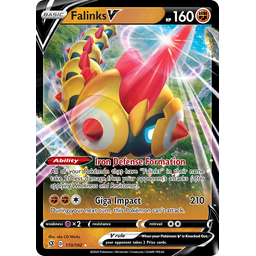 BASIC
Falinks V
HP 160
Ability Iron Defense Formation
All of your Pokémon that have "Falinks" in their name
take 20 less damage from your opponent's attacks (after
applying Weakness and Resistance).
Giga Impact 210
During your next turn, this Pokémon can't attack.
weakness ×2 resistance retreat
V rule
When your Pokémon V is Knocked Out,
your opponent takes 2 Prize cards.
110/192